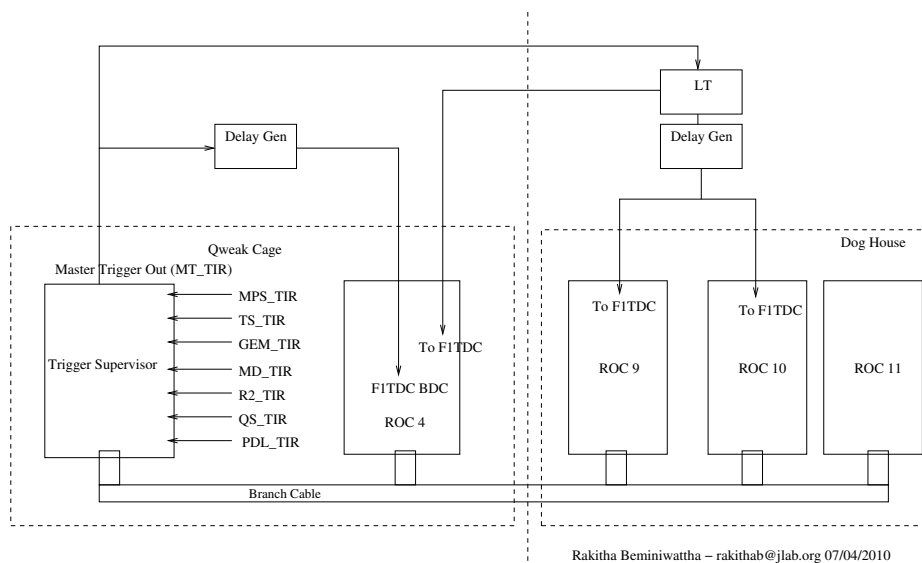 LT
Delay Gen
Delay Gen
Qweak Cage
Dog House
Master Trigger Out (MT_TIR)
MPS_TIR
TS_TIR
GEM_TIR
MD_TIR
R2_TIR
QS_TIR
PDL_TIR
Trigger Supervisor
To F1TDC
F1TDC BDC
ROC 4
To F1TDC
ROC 9
To F1TDC
ROC 10
ROC 11
Branch Cable
Rakitha Beminiwattha – rakithab@jlab.org 07/04/2010